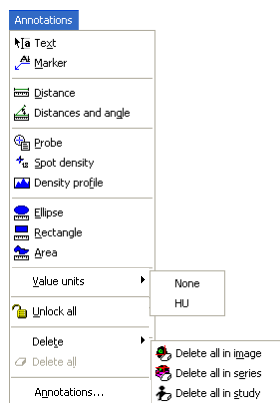 Annotations
Text
Marker
Distance
Distances and angle
Probe
Spot density
Density profile
Ellipse
Rectangle
Area
Value units
None
HU
Unlock all
Delete
Delete all
Delete all in image
Delete all in series
Delete all in study
Annotations...